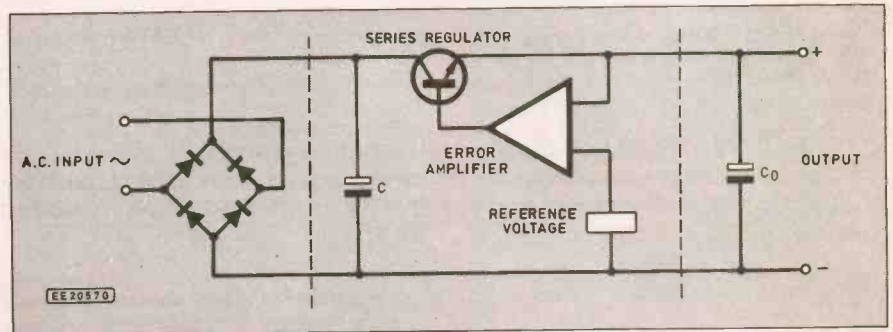 SERIES REGULATOR
A.C. INPUT ~
C
ERROR
AMPLIFIER
REFERENCE
VOLTAGE
+
C₀
OUTPUT
−
EE20570